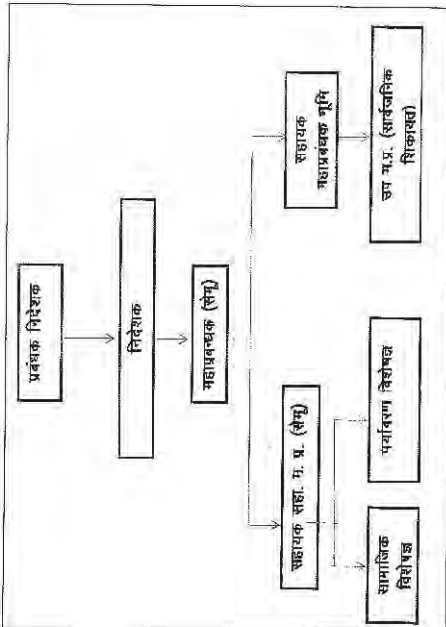 प्रबंधक निदेशक
निदेशक
महाप्रबन्धक (सेमू)
सहायक सहा. म. प्र. (सेमू)
सहायक
महाप्रबंधक भूमि
सामाजिक
विशेषज्ञ
पर्यावरण विशेषज्ञ
उप म.प्र. (सार्वजनिक
शिकायत)